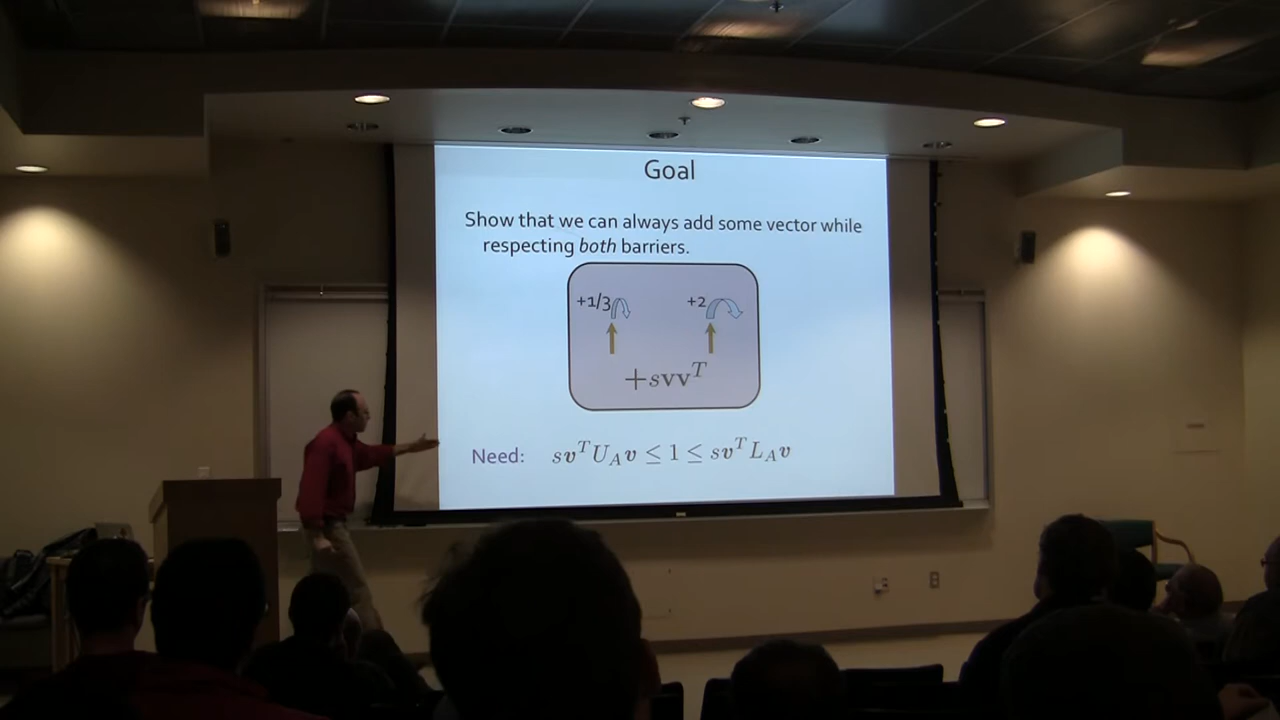 Goal
Show that we can always add some vector while
respecting both barriers.
+1/3 +2
+svv^T
Need: sv^T U_A v ≤ 1 ≤ sv^T L_A v